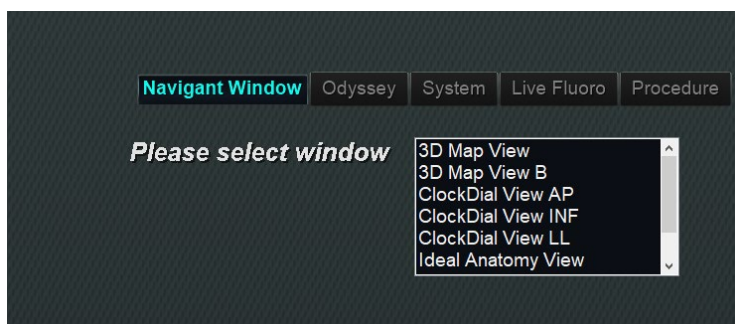 Navigant Window Odyssey System Live Fluoro Procedure
Please select window
3D Map View
3D Map View B
ClockDial View AP
ClockDial View INF
ClockDial View LL
Ideal Anatomy View